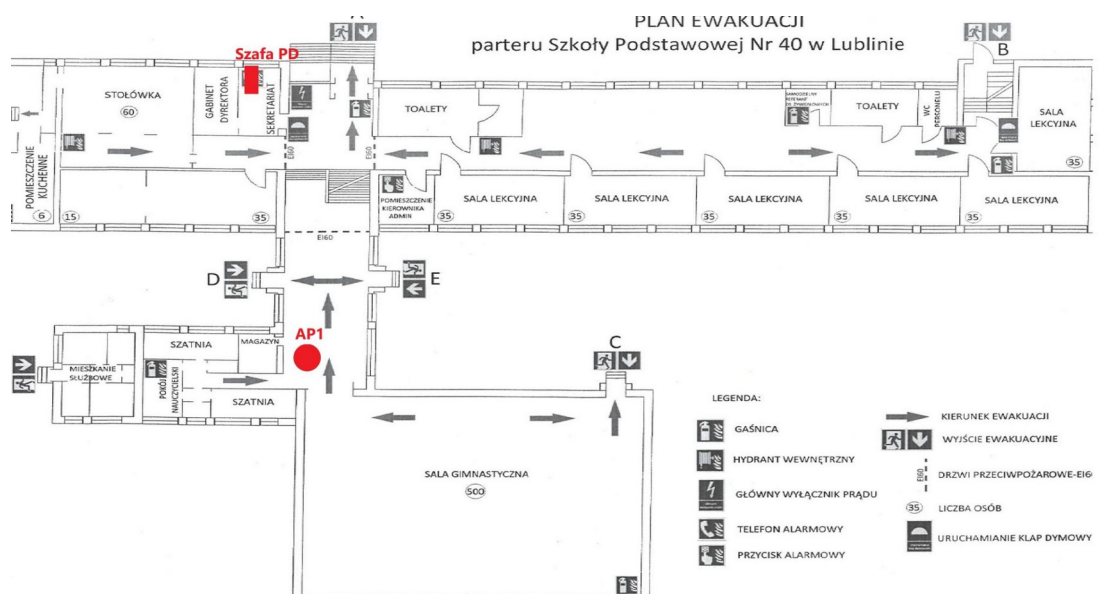 PLAN EWAKUACJI
parteru Szkoły Podstawowej Nr 40 w Lublinie
A
B
Szafa PD
STOŁÓWKA
60
GABINET
DYREKTORA
SEKRETARIAT
TOALETY
TOALETY
WC
PERSONELU
SALA
LEKCYJNA
35
POMIESZCZENIE
KUCHENNE
6
15
35
EI60
EI60
POMIESZCZENIE
KIEROWNIKA
ADMIN
SALA LEKCYJNA
35
SALA LEKCYJNA
35
SALA LEKCYJNA
35
SALA LEKCYJNA
35
SALA LEKCYJNA
35
EI60
D
E
AP1
SZATNIA
MAGAZYN
MIESZKANIE
SŁUŻBOWE
POKÓJ
NAUCZYCIELSKI
SZATNIA
C
SALA GIMNASTYCZNA
500
LEGENDA:
GAŚNICA
HYDRANT WEWNĘTRZNY
GŁÓWNY WYŁĄCZNIK PRĄDU
TELEFON ALARMOWY
PRZYCISK ALARMOWY
KIERUNEK EWAKUACJI
WYJŚCIE EWAKUACYJNE
EI60
DRZWI PRZECIWPOŻAROWE-EI6
35
LICZBA OSÓB
URUCHAMIANIE KLAP DYMOWY